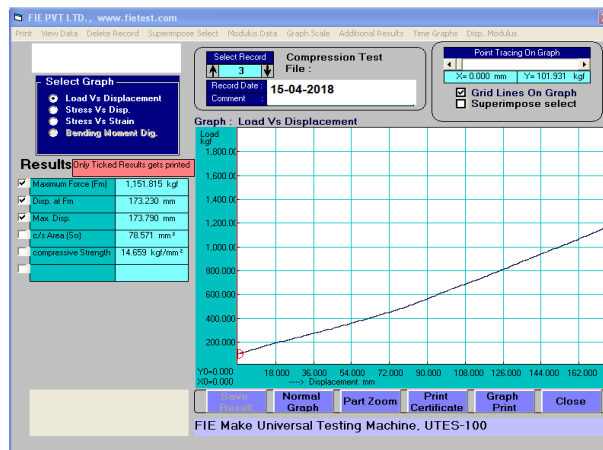 FIE PVT LTD., www.fietest.com
Print View Data Delete Record Superimpose Select Modulus Data Graph Scale Additional Results Time Graphs Disp. Modulus
Select Graph
Load Vs Displacement
Stress Vs Disp.
Stress Vs Strain
Bending Moment Dig.
Select Record
3
Compression Test
File :
Record Date :
15-04-2018
Comment :
Point Tracing On Graph
X= 0.000 mm Y= 101.931 kgf
Grid Lines On Graph
Superimpose select
Results
Only Ticked Results gets printed
Maximum Force (Fm) 1,151.815 kgf
Disp. at Fm 173.230 mm
Max. Disp. 173.790 mm
c/s Area (So) 78.571 mm²
compressive Strength 14.659 kgf/mm²
Graph : Load Vs Displacement
Load
kgf
1,800.00
1,400.00
1,200.00
1,000.00
800.000
600.000
400.000
200.000
Y0=0.000
X0=0.000
18.000 36.000 54.000 72.000 90.000 108.000 126.000 144.000 162.000
----> Displacement mm
Save Result
Normal Graph
Part Zoom
Print Certificate
Graph Print
Close
FIE Make Universal Testing Machine, UTES-100